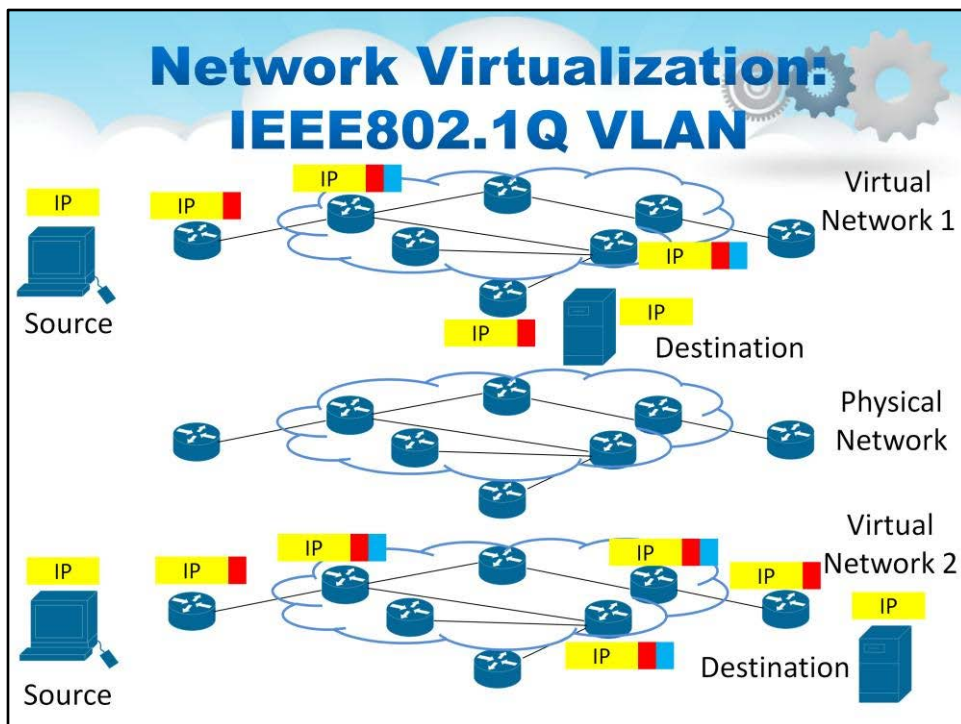 Network Virtualization:
IEEE802.1Q VLAN
IP
IP
IP
Virtual
Network 1
IP
Source
IP
IP
Destination
Physical
Network
Virtual
Network 2
IP
IP
IP
IP
IP
IP
IP
Destination
Source